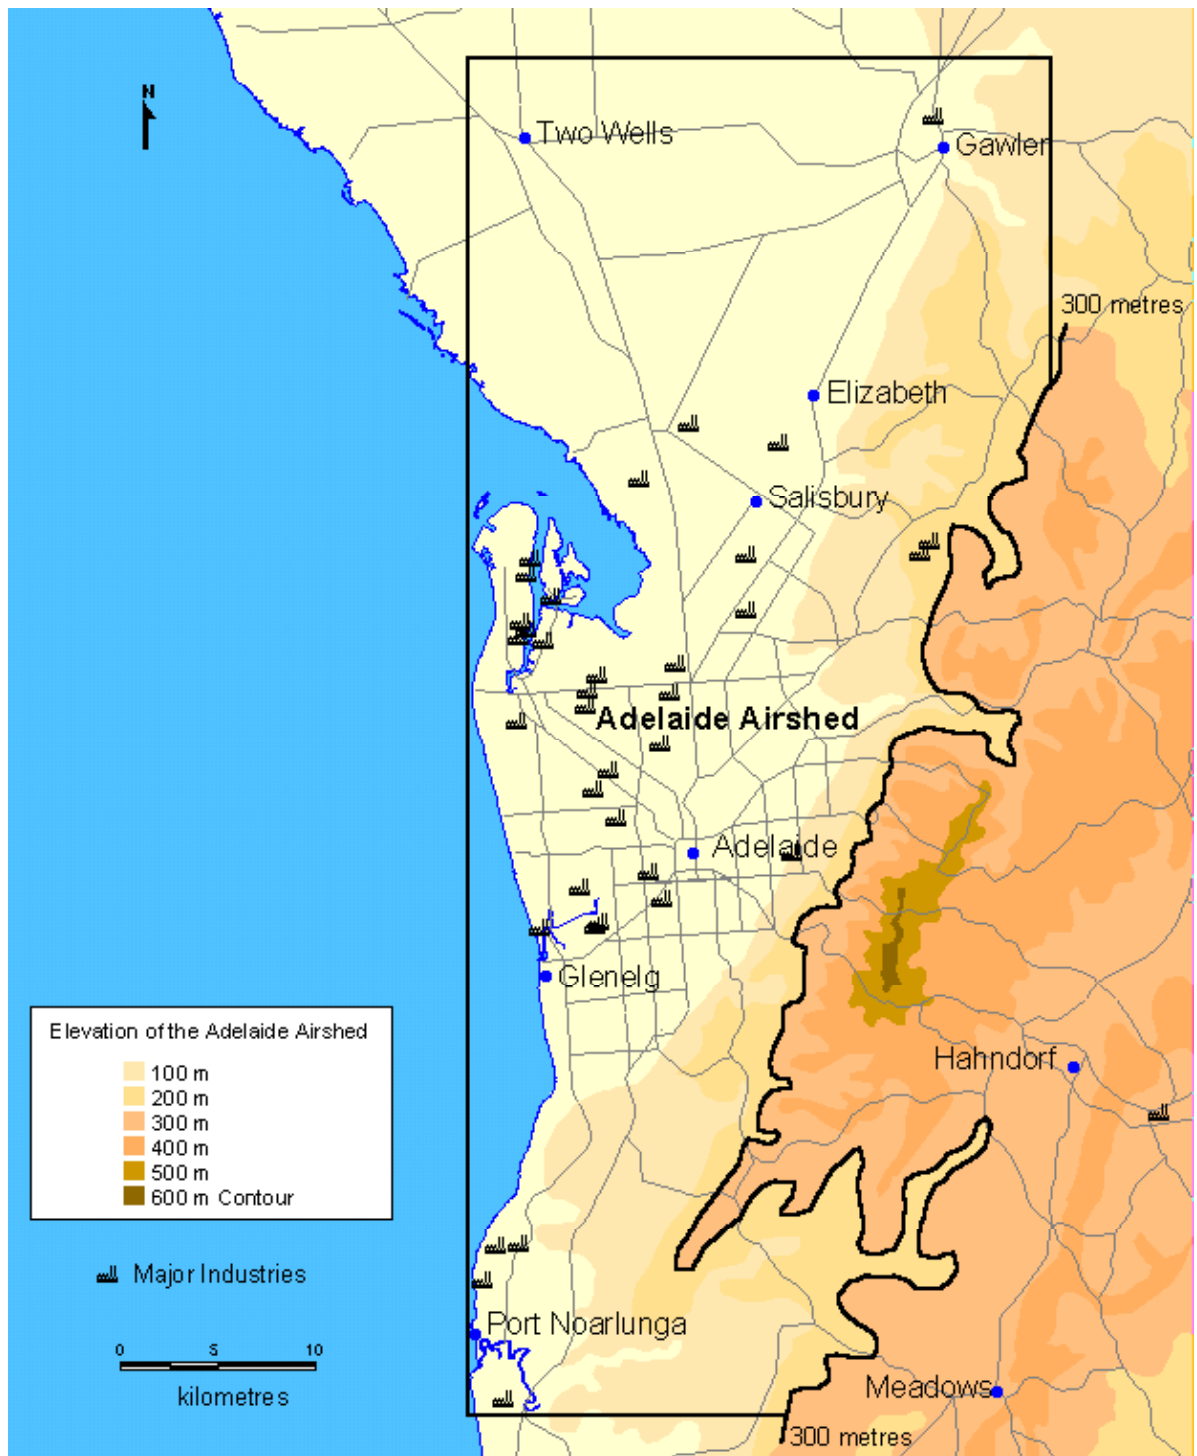 N
Two Wells
Gawler
300 metres
Elizabeth
Salisbury
Adelaide Airshed
Adelaide
Glenelg
Elevation of the Adelaide Airshed
100 m
200 m
300 m
400 m
500 m
600 m Contour
Hahndorf
Major Industries
Port Noarlunga
0 5 10
kilometres
Meadows
300 metres